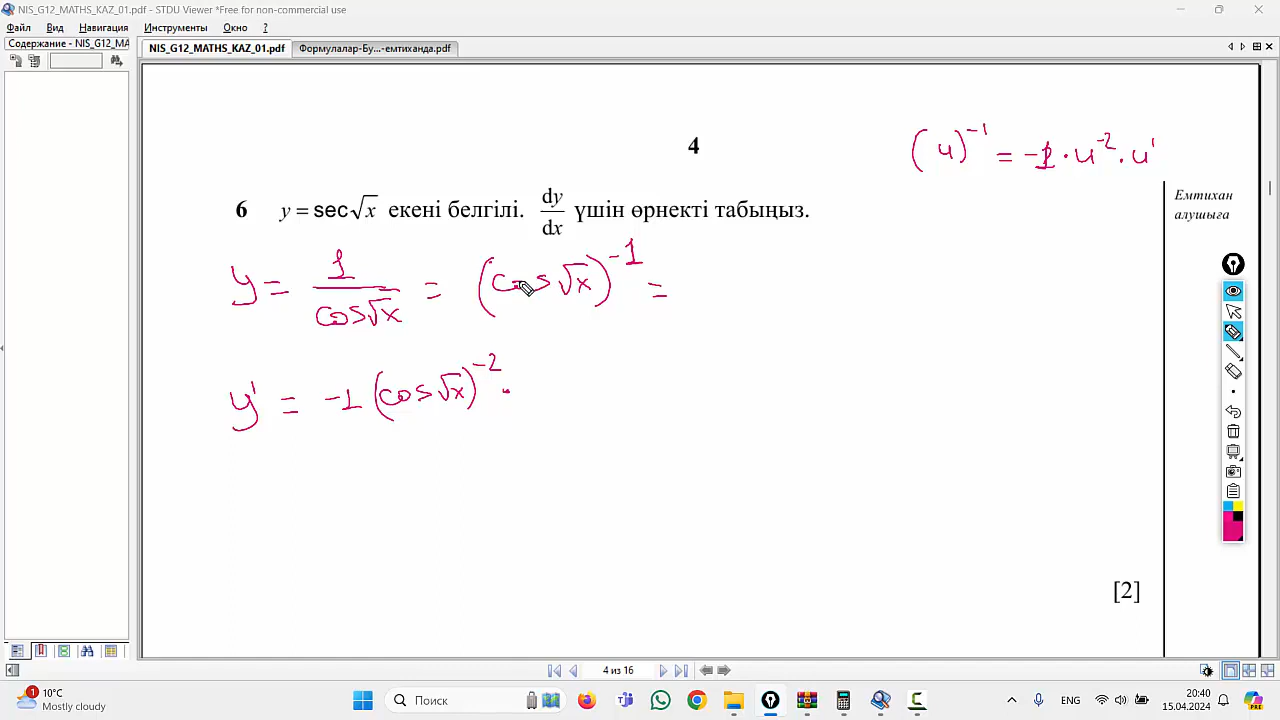 NIS_G12_MATHS_KAZ_01.pdf - STDU Viewer *Free for non-commercial use
Файл Вид Навигация Инструменты Окно ?
Содержание - NIS_G12_MA
NIS_G12_MATHS_KAZ_01.pdf Формулалар-Бу...-емтиханда.pdf
4
(u)^-1 = -1 · u^-2 · u'
Емтихан
алушыға
6 y = sec√x екені белгілі. dy/dx үшін өрнекті табыңыз.
y = 1/cos√x = (cos√x)^-1 =
y' = -1 (cos√x)^-2 ·
[2]
4 из 16
1
10°C
Mostly cloudy
Поиск
ENG
20:40
15.04.2024
PRE